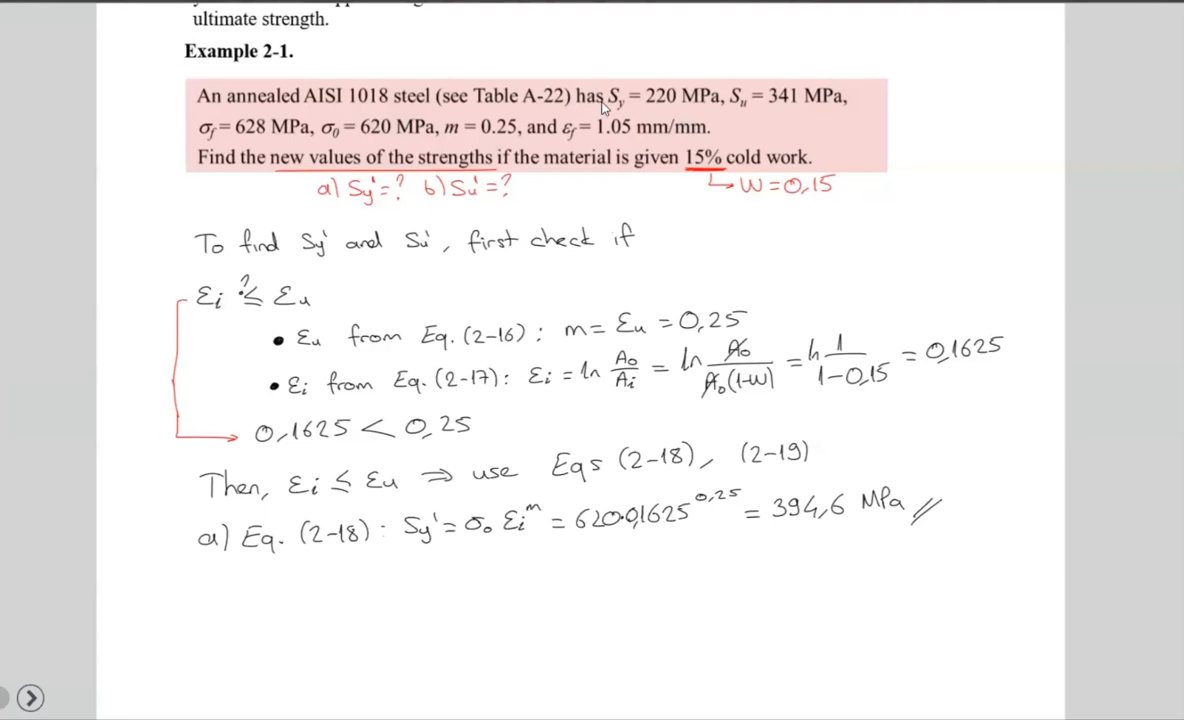 ultimate strength.
Example 2-1.
An annealed AISI 1018 steel (see Table A-22) has Sy = 220 MPa, Su = 341 MPa,
σf = 628 MPa, σ0 = 620 MPa, m = 0.25, and εf = 1.05 mm/mm.
Find the new values of the strengths if the material is given 15% cold work.
a) Sy'=? b) Su'=? ↳ W=0,15
To find Sy' and Su', first check if
εi ≤? εu
• εu from Eq. (2-16): m = εu = 0,25
• εi from Eq. (2-17): εi = ln A0/Ai = ln A0/A0(1-W) = ln 1/1-0,15 = 0,1625
0,1625 < 0,25
Then, εi ≤ εu ⇒ use Eqs (2-18), (2-19)
a) Eq. (2-18): Sy' = σ0 εi^m = 620·0,1625^0,25 = 394,6 MPa //